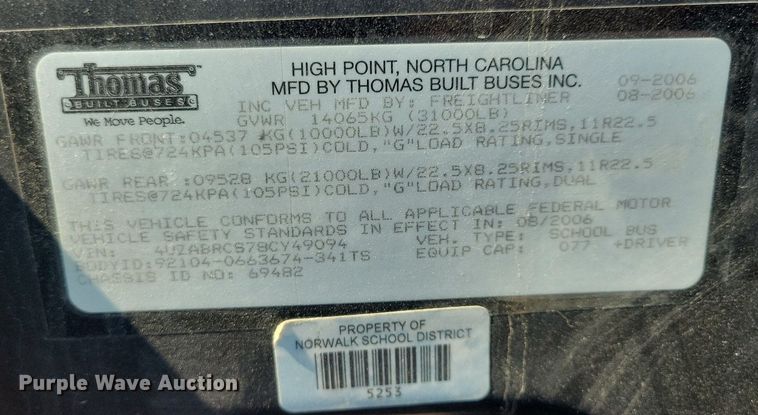 Thomas
BUILT BUSES
We Move People.
HIGH POINT, NORTH CAROLINA
MFD BY THOMAS BUILT BUSES INC. 09-2006
INC VEH MFD BY: FREIGHTLINER 08-2006
GVWR 14065KG (31000LB)
GAWR FRONT:04537 KG(10000LB)W/22.5X8.25RIMS,11R22.5
TIRES@724KPA(105PSI)COLD,"G"LOAD RATING,SINGLE
GAWR REAR :09528 KG(21000LB)W/22.5X8.25RIMS,11R22.5
TIRES@724KPA(105PSI)COLD,"G"LOAD RATING,DUAL
THIS VEHICLE CONFORMS TO ALL APPLICABLE FEDERAL MOTOR
VEHICLE SAFETY STANDARDS IN EFFECT IN: 08/2006
VIN: 4UZABRCS78CY49094 VEH. TYPE: SCHOOL BUS
BODYID:92104-0663674-341TS EQUIP CAP: 077 +DRIVER
CHASSIS ID NO: 69482
PROPERTY OF
NORWALK SCHOOL DISTRICT
5253
Purple Wave Auction